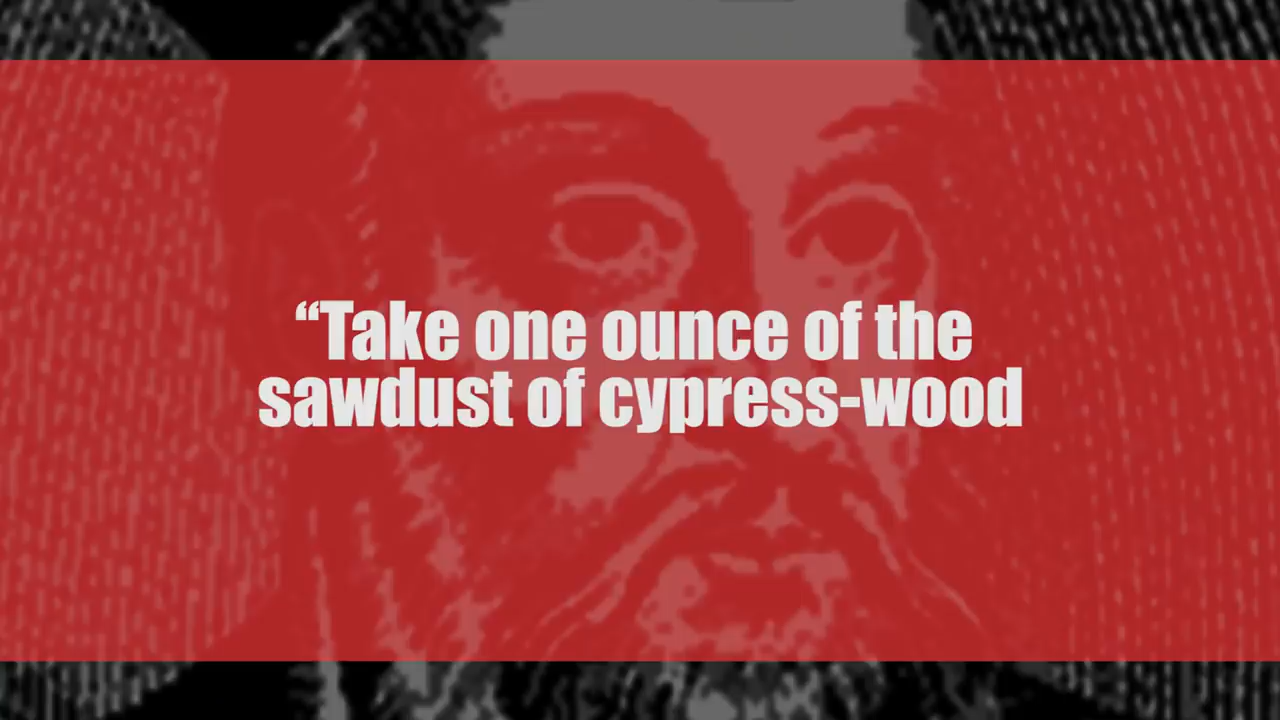 “Take one ounce of the
sawdust of cypress-wood